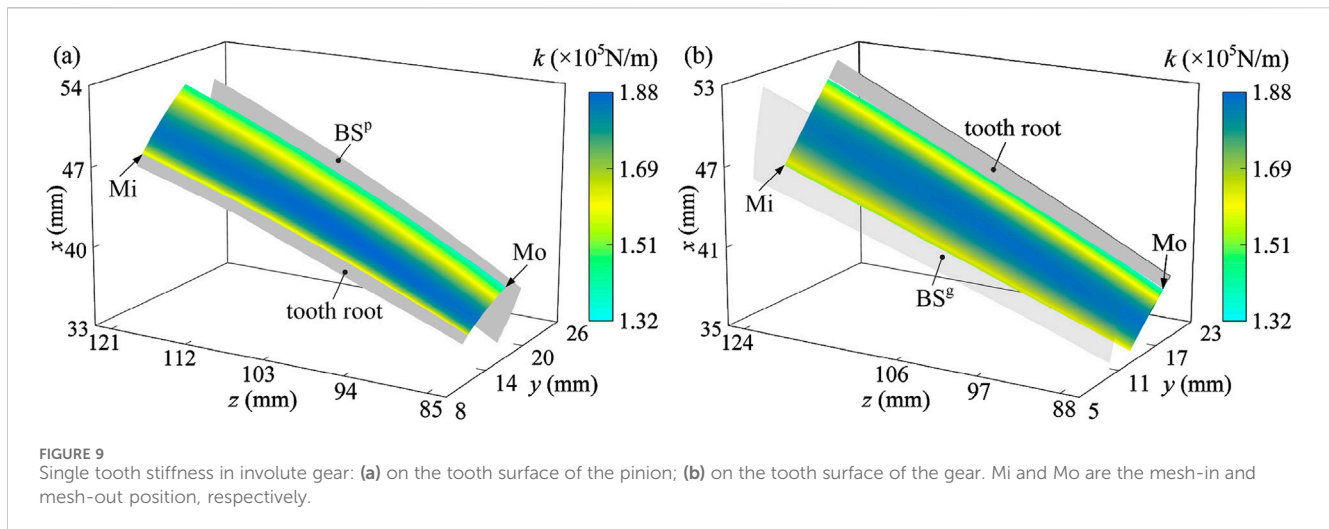 (a)
k (×10⁵N/m)
54
47
40
33
x (mm)
BSᵖ
Mi
Mo
tooth root
1.88
1.69
1.51
1.32
121
112
103
94
85
z (mm)
8
14
20
26
y (mm)
(b)
k (×10⁵N/m)
53
47
41
35
x (mm)
tooth root
Mi
Mo
BSᵍ
1.88
1.69
1.51
1.32
124
106
97
88
z (mm)
5
11
17
23
y (mm)
FIGURE 9
Single tooth stiffness in involute gear: (a) on the tooth surface of the pinion; (b) on the tooth surface of the gear. Mi and Mo are the mesh-in and
mesh-out position, respectively.